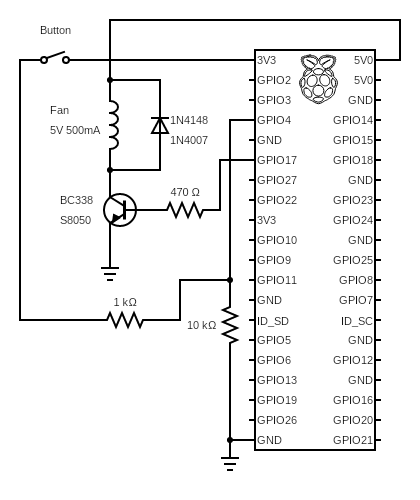 Button
3V3 5V0
GPIO2 5V0
Fan GPIO3 GND
5V 500mA 1N4148 GPIO4 GPIO14
1N4007 GND GPIO15
GPIO17 GPIO18
GPIO27 GND
BC338 470 Ω GPIO22 GPIO23
S8050 3V3 GPIO24
GPIO10 GND
GPIO9 GPIO25
GPIO11 GPIO8
1 kΩ GND GPIO7
10 kΩ ID_SD ID_SC
GPIO5 GND
GPIO6 GPIO12
GPIO13 GND
GPIO19 GPIO16
GPIO26 GPIO20
GND GPIO21